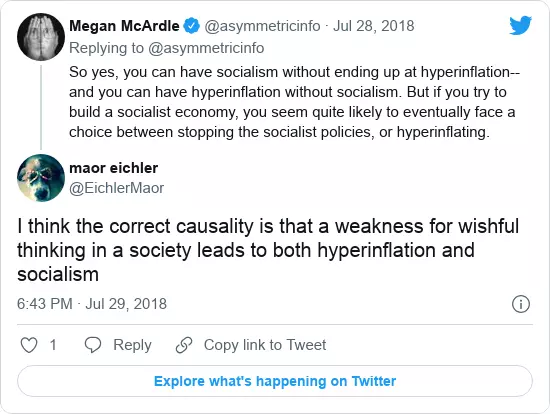 Megan McArdle @asymmetricinfo · Jul 28, 2018
Replying to @asymmetricinfo
So yes, you can have socialism without ending up at hyperinflation--
and you can have hyperinflation without socialism. But if you try to
build a socialist economy, you seem quite likely to eventually face a
choice between stopping the socialist policies, or hyperinflating.
maor eichler
@EichlerMaor
I think the correct causality is that a weakness for wishful
thinking in a society leads to both hyperinflation and
socialism
6:43 PM · Jul 29, 2018
1 Reply Copy link to Tweet
Explore what's happening on Twitter